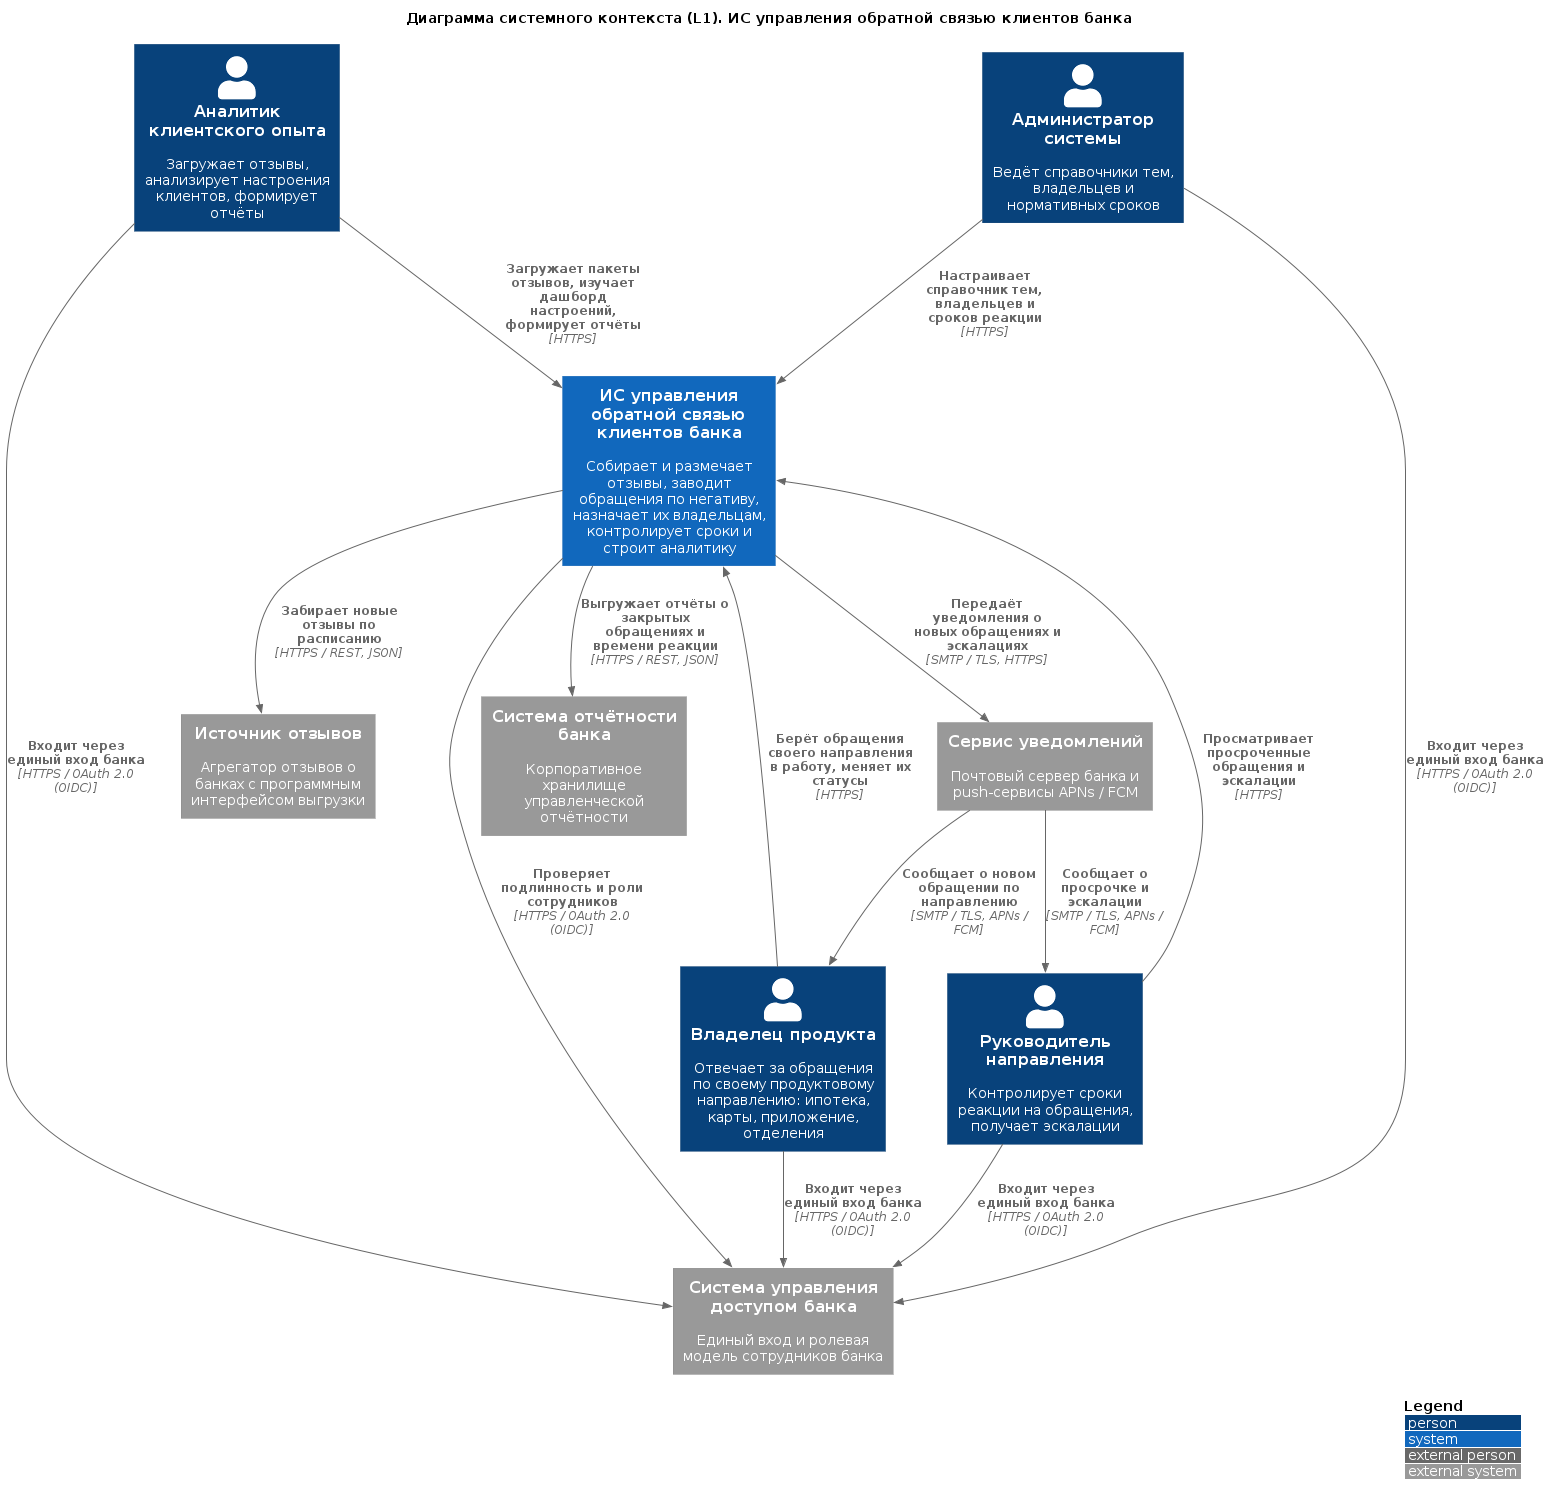 Диаграмма системного контекста (L1). ИС управления обратной связью клиентов банка
Аналитик
клиентского опыта
Загружает отзывы,
анализирует настроения
клиентов, формирует
отчёты
Администратор
системы
Ведёт справочники тем,
владельцев и
нормативных сроков
Загружает пакеты
отзывов, изучает
дашборд
настроений,
формирует отчёты
[HTTPS]
Настраивает
справочник тем,
владельцев и
сроков реакции
[HTTPS]
ИС управления
обратной связью
клиентов банка
Собирает и размечает
отзывы, заводит
обращения по негативу,
назначает их владельцам,
контролирует сроки и
строит аналитику
Забирает новые
отзывы по
расписанию
[HTTPS / REST, JSON]
Выгружает отчёты о
закрытых
обращениях и
времени реакции
[HTTPS / REST, JSON]
Передаёт
уведомления о
новых обращениях и
эскалациях
[SMTP / TLS, HTTPS]
Источник отзывов
Агрегатор отзывов о
банках с программным
интерфейсом выгрузки
Система отчётности
банка
Корпоративное
хранилище
управленческой
отчётности
Берёт обращения
своего направления
в работу, меняет их
статусы
[HTTPS]
Сервис уведомлений
Почтовый сервер банка и
push-сервисы APNs / FCM
Просматривает
просроченные
обращения и
эскалации
[HTTPS]
Входит через
единый вход банка
[HTTPS / OAuth 2.0
(OIDC)]
Входит через
единый вход банка
[HTTPS / OAuth 2.0
(OIDC)]
Проверяет
подлинность и роли
сотрудников
[HTTPS / OAuth 2.0
(OIDC)]
Сообщает о новом
обращении по
направлению
[SMTP / TLS, APNs /
FCM]
Сообщает о
просрочке и
эскалации
[SMTP / TLS, APNs /
FCM]
Владелец продукта
Отвечает за обращения
по своему продуктовому
направлению: ипотека,
карты, приложение,
отделения
Руководитель
направления
Контролирует сроки
реакции на обращения,
получает эскалации
Входит через
единый вход банка
[HTTPS / OAuth 2.0
(OIDC)]
Входит через
единый вход банка
[HTTPS / OAuth 2.0
(OIDC)]
Система управления
доступом банка
Единый вход и ролевая
модель сотрудников банка
Legend
person
system
external person
external system